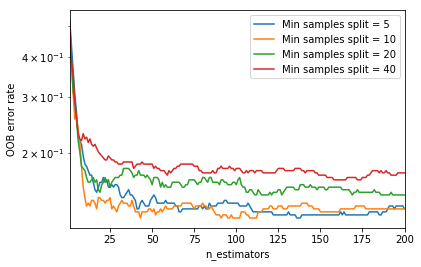 Min samples split = 5
Min samples split = 10
Min samples split = 20
Min samples split = 40
4 × 10⁻¹
3 × 10⁻¹
2 × 10⁻¹
OOB error rate
25 50 75 100 125 150 175 200
n_estimators